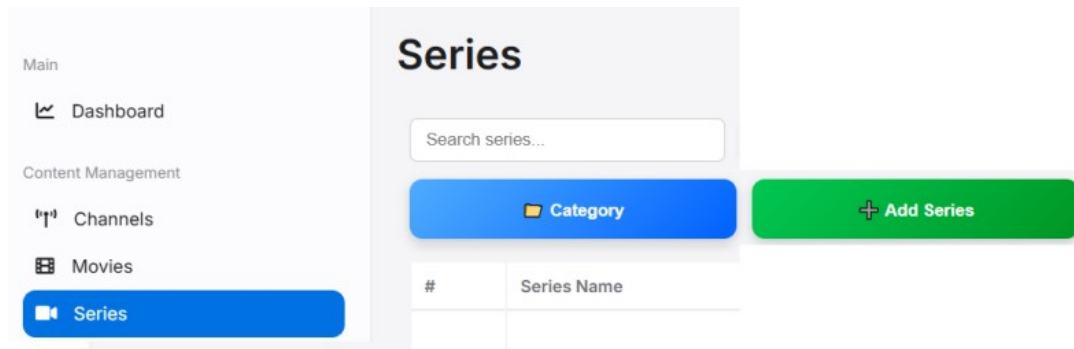 Main
Dashboard
Content Management
Channels
Movies
Series
Series
Search series...
📁 Category
➕ Add Series
#
Series Name